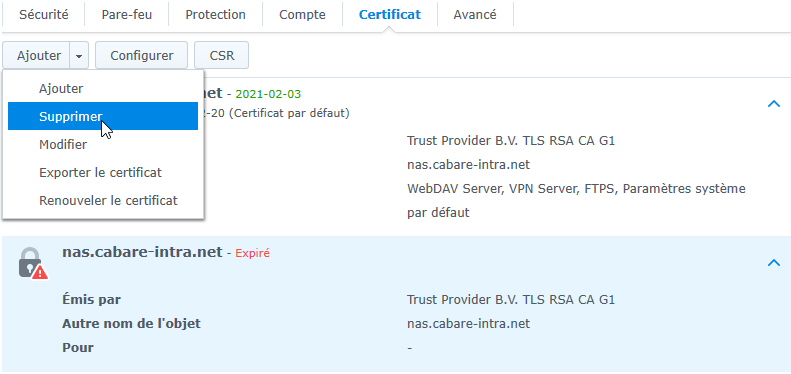 Sécurité Pare-feu Protection Compte Certificat Avancé
Ajouter Configurer CSR
Ajouter
Supprimer
Modifier
Exporter le certificat
Renouveler le certificat
net - 2021-02-03
2-20 (Certificat par défaut)
Trust Provider B.V. TLS RSA CA G1
nas.cabare-intra.net
WebDAV Server, VPN Server, FTPS, Paramètres système
par défaut
nas.cabare-intra.net - Expiré
Émis par Trust Provider B.V. TLS RSA CA G1
Autre nom de l'objet nas.cabare-intra.net
Pour -